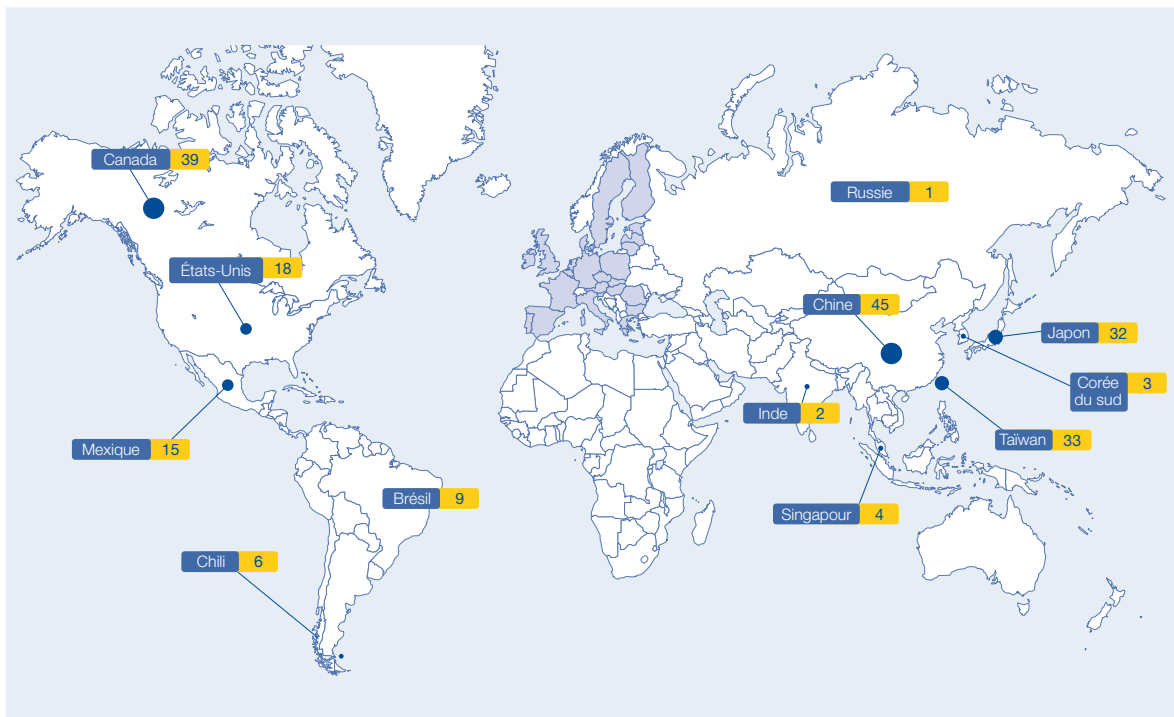 Canada 39
Russie 1
États-Unis 18
Chine 45
Japon 32
Corée 3
du sud
Inde 2
Taïwan 33
Mexique 15
Brésil 9
Singapour 4
Chili 6